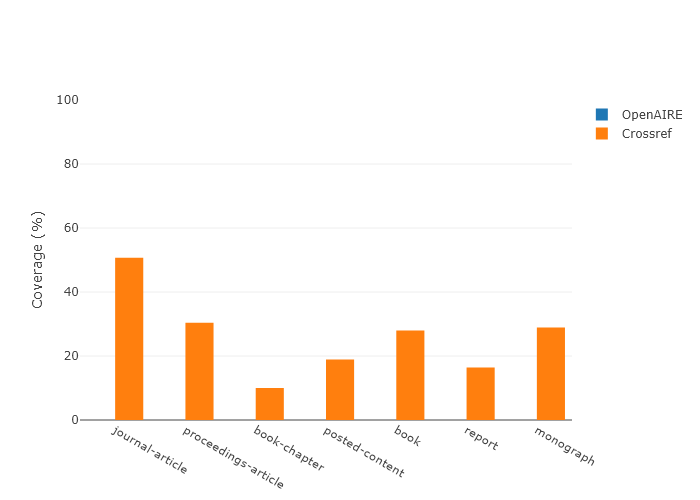 100
80
60
40
20
0
Coverage (%)
journal-article
proceedings-article
book-chapter
posted-content
book
report
monograph
OpenAIRE
Crossref